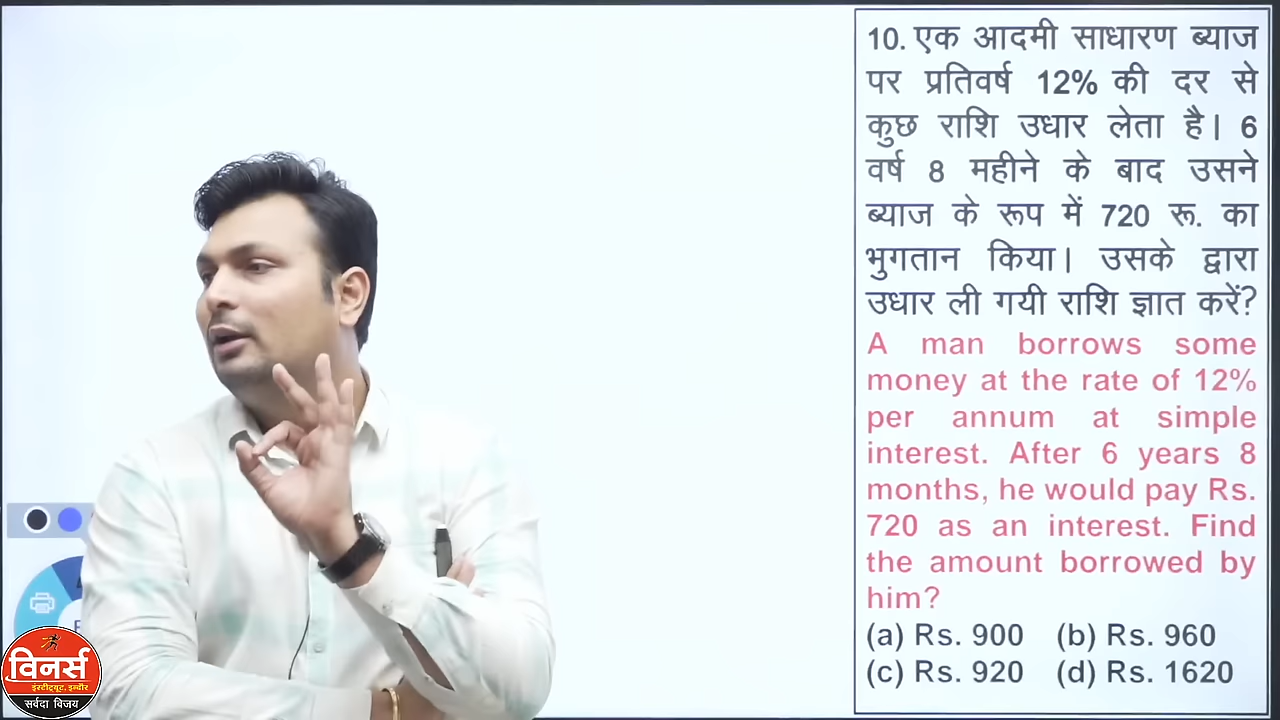 10. एक आदमी साधारण ब्याज
पर प्रतिवर्ष 12% की दर से
कुछ राशि उधार लेता है। 6
वर्ष 8 महीने के बाद उसने
ब्याज के रूप में 720 रू. का
भुगतान किया। उसके द्वारा
उधार ली गयी राशि ज्ञात करें?
A man borrows some
money at the rate of 12%
per annum at simple
interest. After 6 years 8
months, he would pay Rs.
720 as an interest. Find
the amount borrowed by
him?
(a) Rs. 900 (b) Rs. 960
(c) Rs. 920 (d) Rs. 1620
विनर्स
इंस्टीट्यूट, इन्दौर
सर्वदा विजय